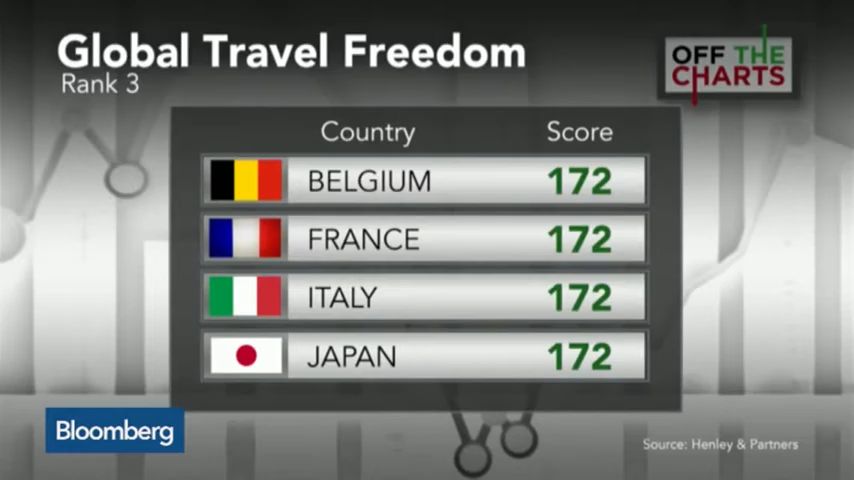 Global Travel Freedom
Rank 3
OFF THE
CHARTS
Country Score
BELGIUM 172
FRANCE 172
ITALY 172
JAPAN 172
Bloomberg
Source: Henley & Partners